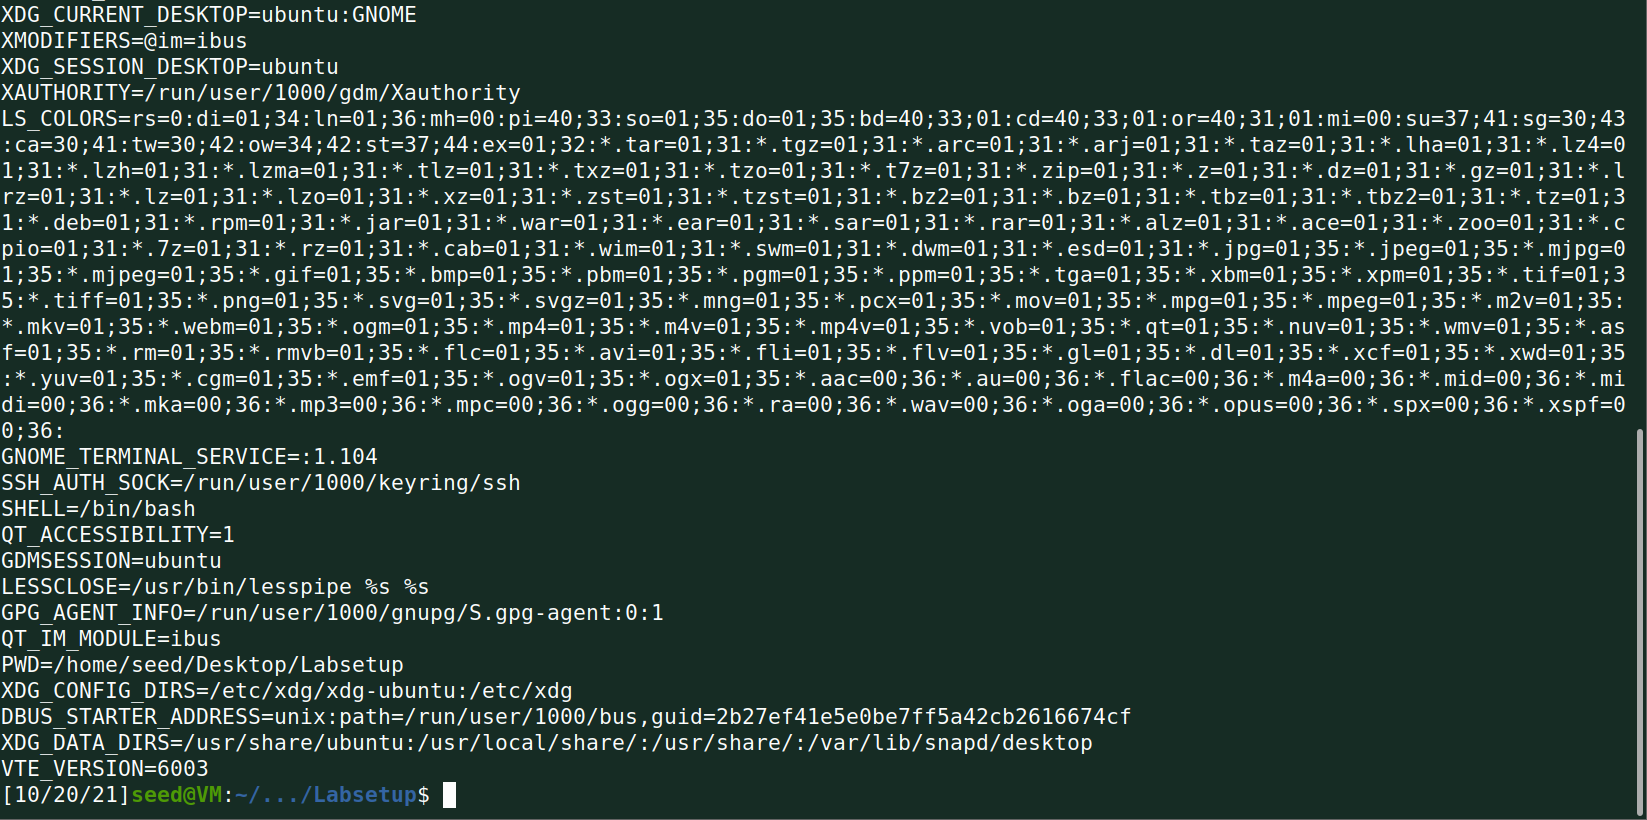 XDG_CURRENT_DESKTOP=ubuntu:GNOME
XMODIFIERS=@im=ibus
XDG_SESSION_DESKTOP=ubuntu
XAUTHORITY=/run/user/1000/gdm/Xauthority
LS_COLORS=rs=0:di=01;34:ln=01;36:mh=00:pi=40;33:so=01;35:do=01;35:bd=40;33;01:cd=40;33;01:or=40;31;01:mi=00:su=37;41:sg=30;43
:ca=30;41:tw=30;42:ow=34;42:st=37;44:ex=01;32:*.tar=01;31:*.tgz=01;31:*.arc=01;31:*.arj=01;31:*.taz=01;31:*.lha=01;31:*.lz4=0
1;31:*.lzh=01;31:*.lzma=01;31:*.tlz=01;31:*.txz=01;31:*.tzo=01;31:*.t7z=01;31:*.zip=01;31:*.z=01;31:*.dz=01;31:*.gz=01;31:*.l
rz=01;31:*.lz=01;31:*.lzo=01;31:*.xz=01;31:*.zst=01;31:*.tzst=01;31:*.bz2=01;31:*.bz=01;31:*.tbz=01;31:*.tbz2=01;31:*.tz=01;3
1:*.deb=01;31:*.rpm=01;31:*.jar=01;31:*.war=01;31:*.ear=01;31:*.sar=01;31:*.rar=01;31:*.alz=01;31:*.ace=01;31:*.zoo=01;31:*.c
pio=01;31:*.7z=01;31:*.rz=01;31:*.cab=01;31:*.wim=01;31:*.swm=01;31:*.dwm=01;31:*.esd=01;31:*.jpg=01;35:*.jpeg=01;35:*.mjpg=0
1;35:*.mjpeg=01;35:*.gif=01;35:*.bmp=01;35:*.pbm=01;35:*.pgm=01;35:*.ppm=01;35:*.tga=01;35:*.xbm=01;35:*.xpm=01;35:*.tif=01;3
5:*.tiff=01;35:*.png=01;35:*.svg=01;35:*.svgz=01;35:*.mng=01;35:*.pcx=01;35:*.mov=01;35:*.mpg=01;35:*.mpeg=01;35:*.m2v=01;35:
*.mkv=01;35:*.webm=01;35:*.ogm=01;35:*.mp4=01;35:*.m4v=01;35:*.mp4v=01;35:*.vob=01;35:*.qt=01;35:*.nuv=01;35:*.wmv=01;35:*.as
f=01;35:*.rm=01;35:*.rmvb=01;35:*.flc=01;35:*.avi=01;35:*.fli=01;35:*.flv=01;35:*.gl=01;35:*.dl=01;35:*.xcf=01;35:*.xwd=01;35
:*.yuv=01;35:*.cgm=01;35:*.emf=01;35:*.ogv=01;35:*.ogx=01;35:*.aac=00;36:*.au=00;36:*.flac=00;36:*.m4a=00;36:*.mid=00;36:*.mi
di=00;36:*.mka=00;36:*.mp3=00;36:*.mpc=00;36:*.ogg=00;36:*.ra=00;36:*.wav=00;36:*.oga=00;36:*.opus=00;36:*.spx=00;36:*.xspf=0
0;36:
GNOME_TERMINAL_SERVICE=:1.104
SSH_AUTH_SOCK=/run/user/1000/keyring/ssh
SHELL=/bin/bash
QT_ACCESSIBILITY=1
GDMSESSION=ubuntu
LESSCLOSE=/usr/bin/lesspipe %s %s
GPG_AGENT_INFO=/run/user/1000/gnupg/S.gpg-agent:0:1
QT_IM_MODULE=ibus
PWD=/home/seed/Desktop/Labsetup
XDG_CONFIG_DIRS=/etc/xdg/xdg-ubuntu:/etc/xdg
DBUS_STARTER_ADDRESS=unix:path=/run/user/1000/bus,guid=2b27ef41e5e0be7ff5a42cb2616674cf
XDG_DATA_DIRS=/usr/share/ubuntu:/usr/local/share/:/usr/share/:/var/lib/snapd/desktop
VTE_VERSION=6003
[10/20/21]seed@VM:~/.../Labsetup$